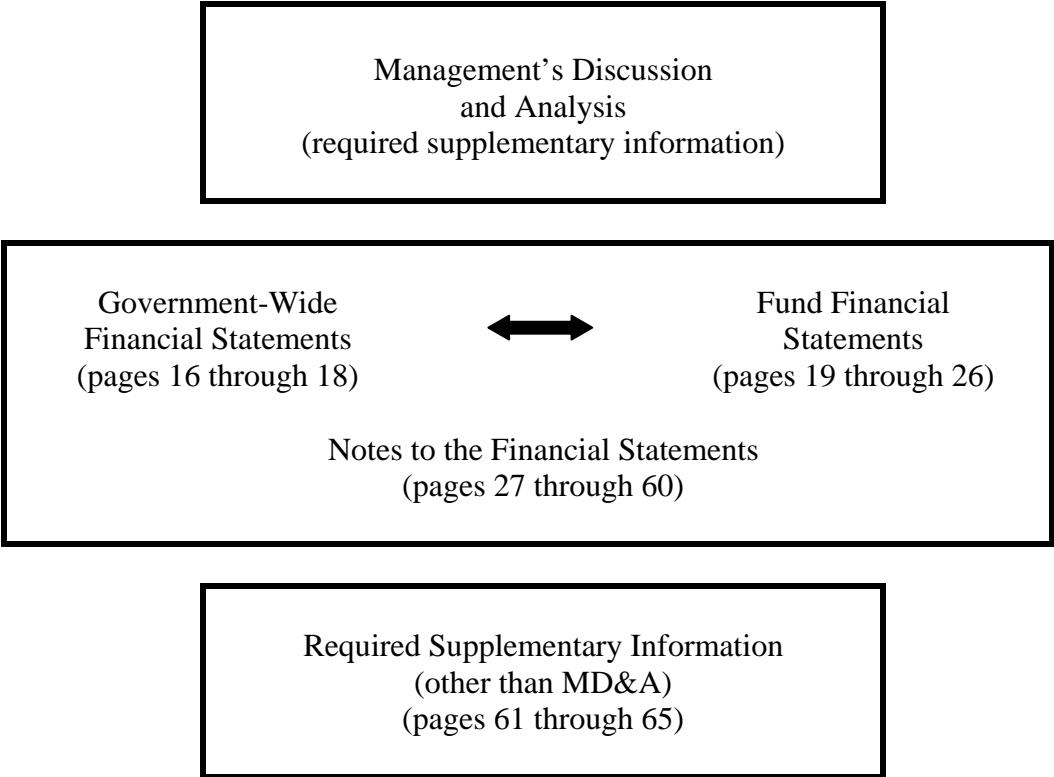 Management’s Discussion
and Analysis
(required supplementary information)
Government-Wide
Financial Statements
(pages 16 through 18)
Fund Financial
Statements
(pages 19 through 26)
Notes to the Financial Statements
(pages 27 through 60)
Required Supplementary Information
(other than MD&A)
(pages 61 through 65)